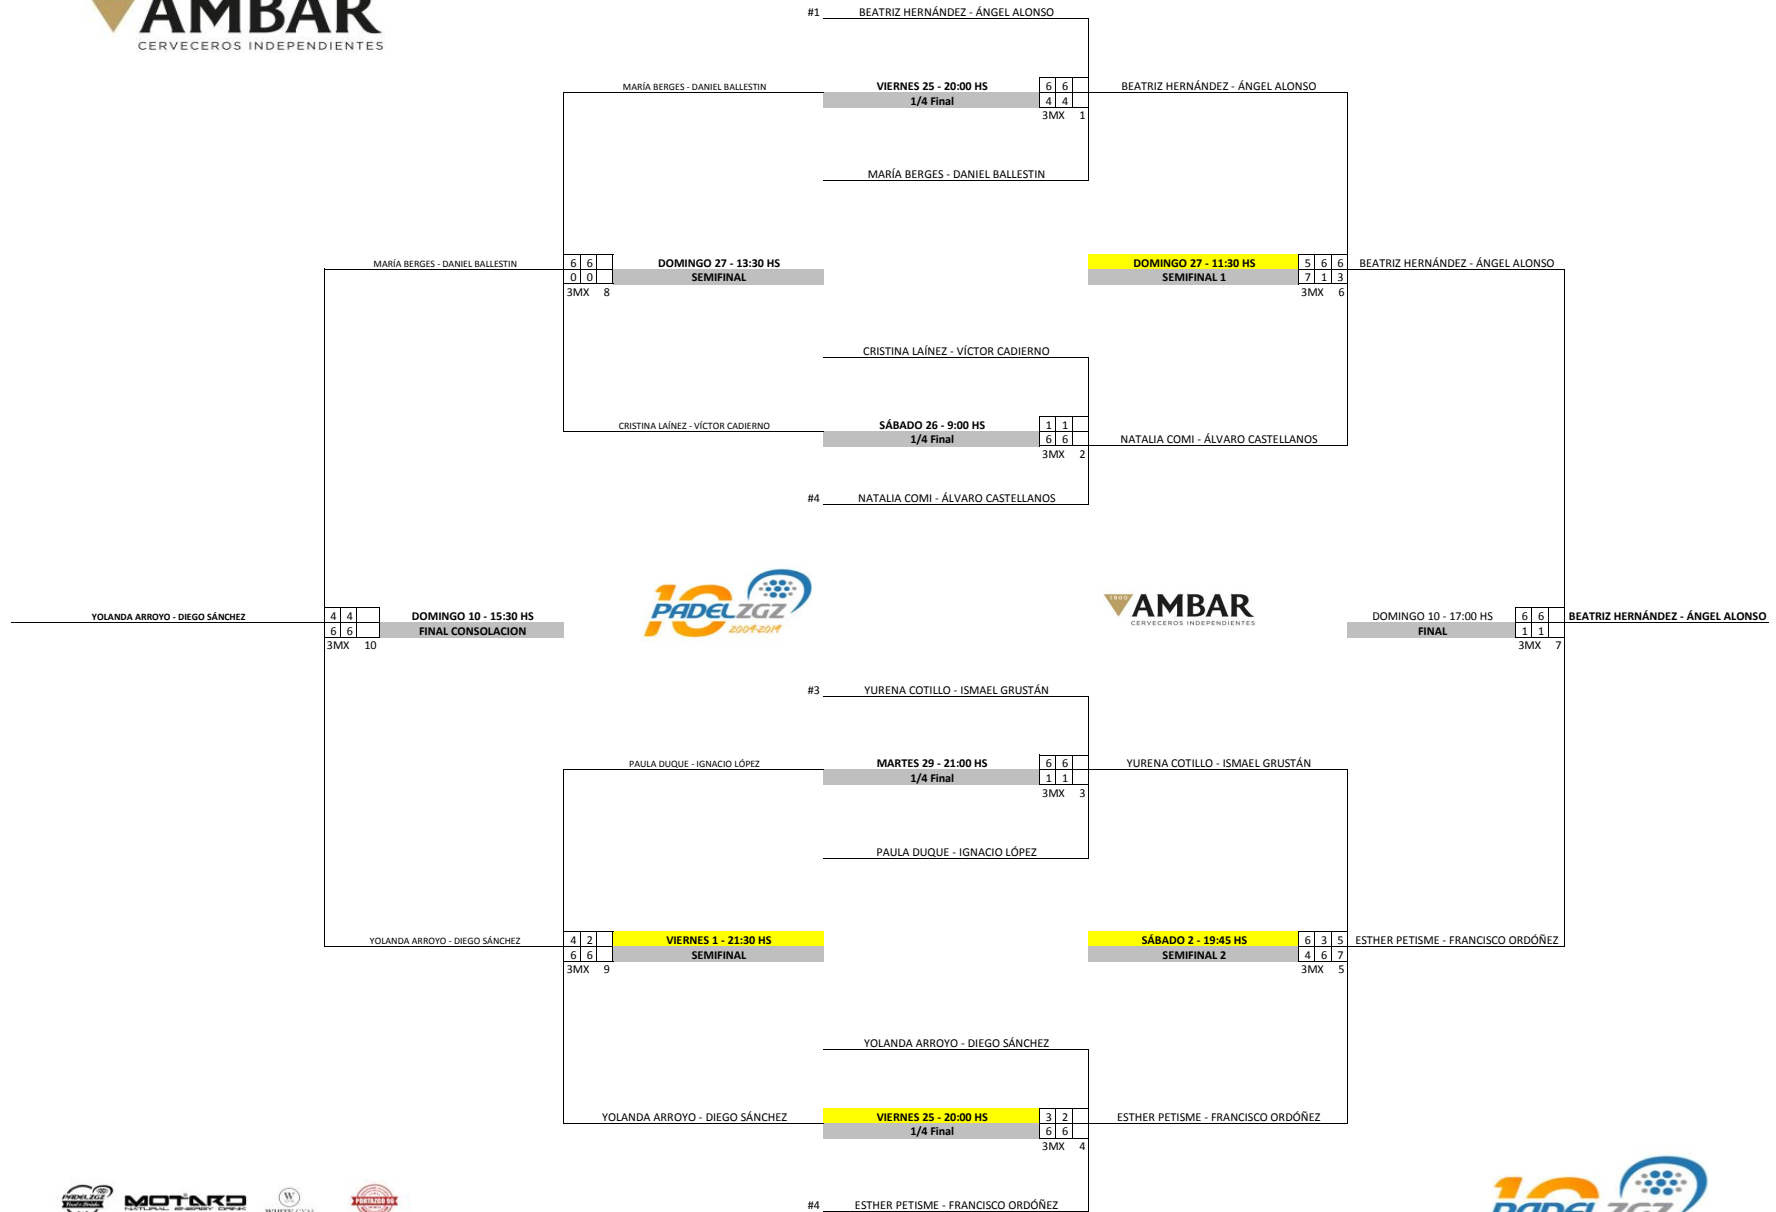 AMBAR
CERVECEROS INDEPENDIENTES
#1 BEATRIZ HERNÁNDEZ - ÁNGEL ALONSO
MARÍA BERGES - DANIEL BALLESTIN VIERNES 25 - 20:00 HS 6 6 BEATRIZ HERNÁNDEZ - ÁNGEL ALONSO
1/4 Final 4 4
3MX 1
MARÍA BERGES - DANIEL BALLESTIN
MARÍA BERGES - DANIEL BALLESTIN 6 6 DOMINGO 27 - 13:30 HS DOMINGO 27 - 11:30 HS 5 6 6 BEATRIZ HERNÁNDEZ - ÁNGEL ALONSO
0 0 SEMIFINAL SEMIFINAL 1 7 1 3
3MX 8 3MX 6
CRISTINA LAÍNEZ - VÍCTOR CADIERNO
CRISTINA LAÍNEZ - VÍCTOR CADIERNO SÁBADO 26 - 9:00 HS 1 1
1/4 Final 6 6 NATALIA COMI - ÁLVARO CASTELLANOS
3MX 2
#4 NATALIA COMI - ÁLVARO CASTELLANOS
10 PADELZGZ 2009-2019
1900 AMBAR
CERVECEROS INDEPENDIENTES
YOLANDA ARROYO - DIEGO SÁNCHEZ 4 4 DOMINGO 10 - 15:30 HS DOMINGO 10 - 17:00 HS 6 6 BEATRIZ HERNÁNDEZ - ÁNGEL ALONSO
6 6 FINAL CONSOLACION FINAL 1 1
3MX 10 3MX 7
#3 YURENA COTILLO - ISMAEL GRUSTÁN
PAULA DUQUE - IGNACIO LÓPEZ MARTES 29 - 21:00 HS 6 6 YURENA COTILLO - ISMAEL GRUSTÁN
1/4 Final 1 1
3MX 3
PAULA DUQUE - IGNACIO LÓPEZ
YOLANDA ARROYO - DIEGO SÁNCHEZ 4 2 VIERNES 1 - 21:30 HS SÁBADO 2 - 19:45 HS 6 3 5 ESTHER PETISME - FRANCISCO ORDÓÑEZ
6 6 SEMIFINAL SEMIFINAL 2 4 6 7
3MX 9 3MX 5
YOLANDA ARROYO - DIEGO SÁNCHEZ
YOLANDA ARROYO - DIEGO SÁNCHEZ VIERNES 25 - 20:00 HS 3 2 ESTHER PETISME - FRANCISCO ORDÓÑEZ
1/4 Final 6 6
3MX 4
#4 ESTHER PETISME - FRANCISCO ORDÓÑEZ
PADELZGZ
MOTARD
NATURAL ENERGY DRINK
W
WHITE GYM
10 PADELZGZ